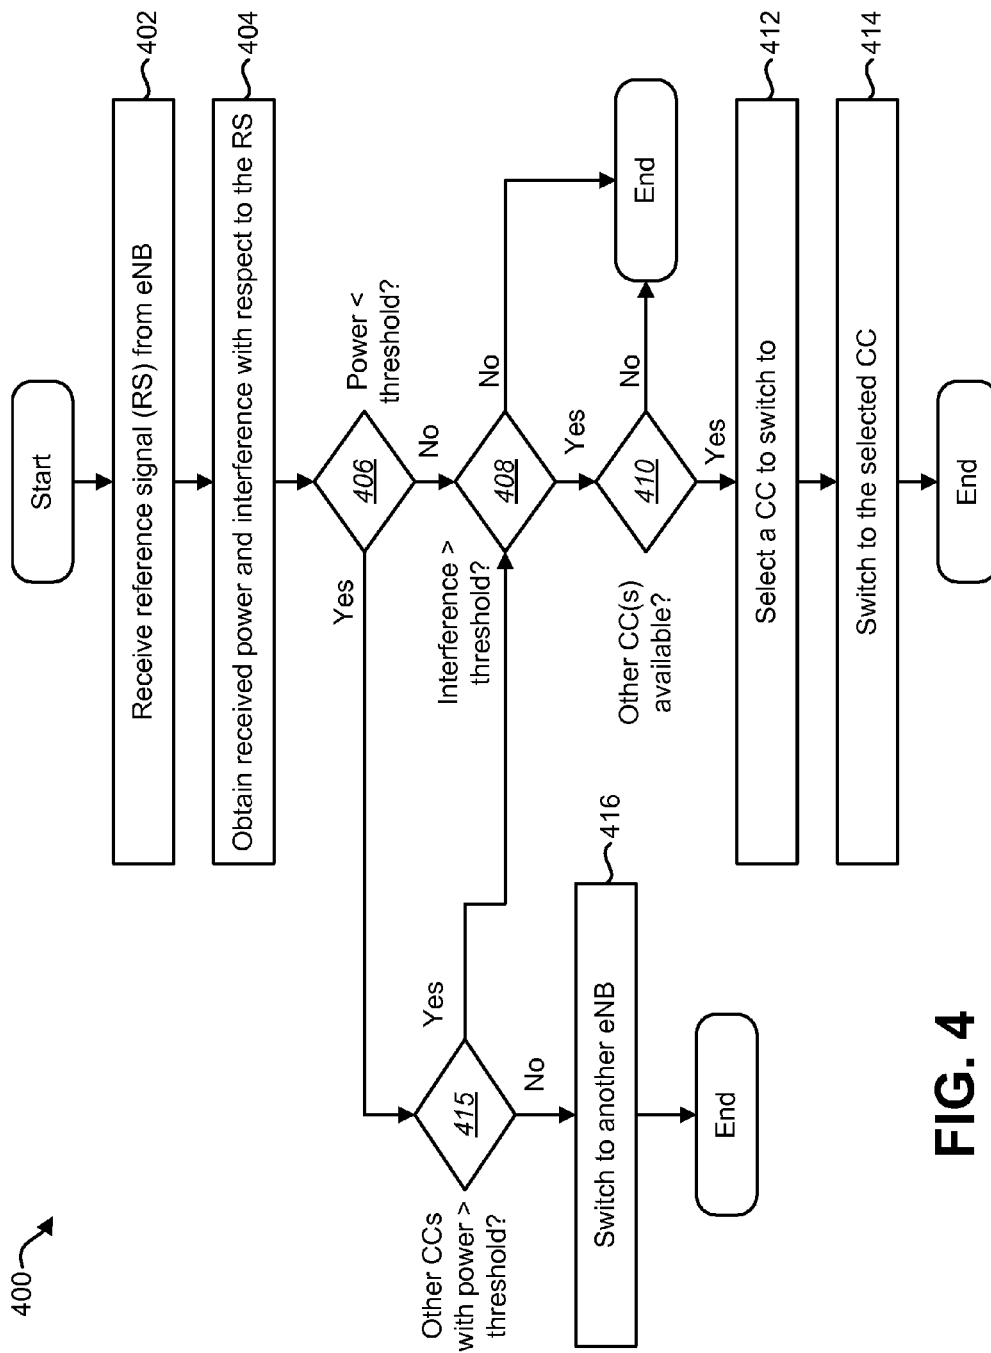 400
Start
Receive reference signal (RS) from eNB
402
Obtain received power and interference with respect to the RS
404
406
Power <
threshold?
Yes
No
415
Other CCs
with power >
threshold?
Yes
No
408
Interference >
threshold?
No
Yes
Switch to another eNB
416
410
Other CC(s)
available?
No
Yes
End
End
Select a CC to switch to
412
Switch to the selected CC
414
End
FIG. 4